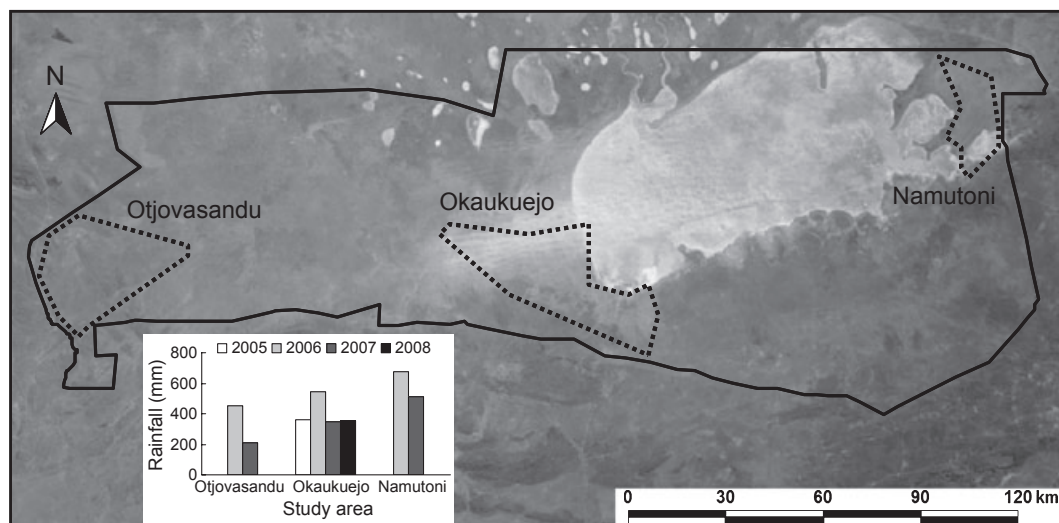 N
Otjovasandu
Okaukuejo
Namutoni
2005 2006 2007 2008
800
600
400
200
0
Rainfall (mm)
Otjovasandu Okaukuejo Namutoni
Study area
0 30 60 90 120 km